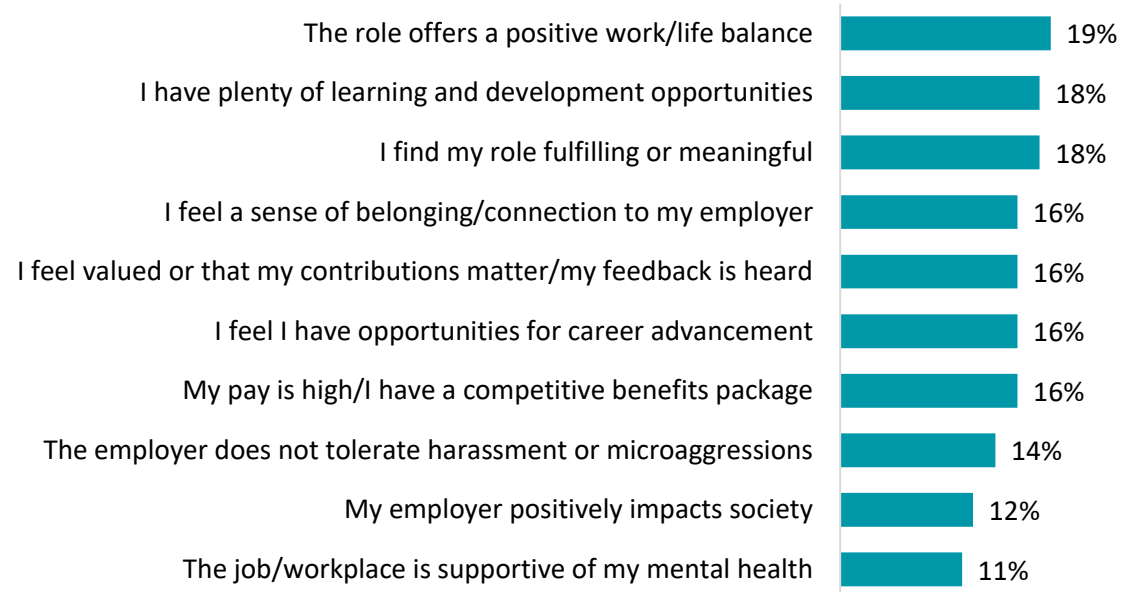 The role offers a positive work/life balance 19%
I have plenty of learning and development opportunities 18%
I find my role fulfilling or meaningful 18%
I feel a sense of belonging/connection to my employer 16%
I feel valued or that my contributions matter/my feedback is heard 16%
I feel I have opportunities for career advancement 16%
My pay is high/I have a competitive benefits package 16%
The employer does not tolerate harassment or microaggressions 14%
My employer positively impacts society 12%
The job/workplace is supportive of my mental health 11%